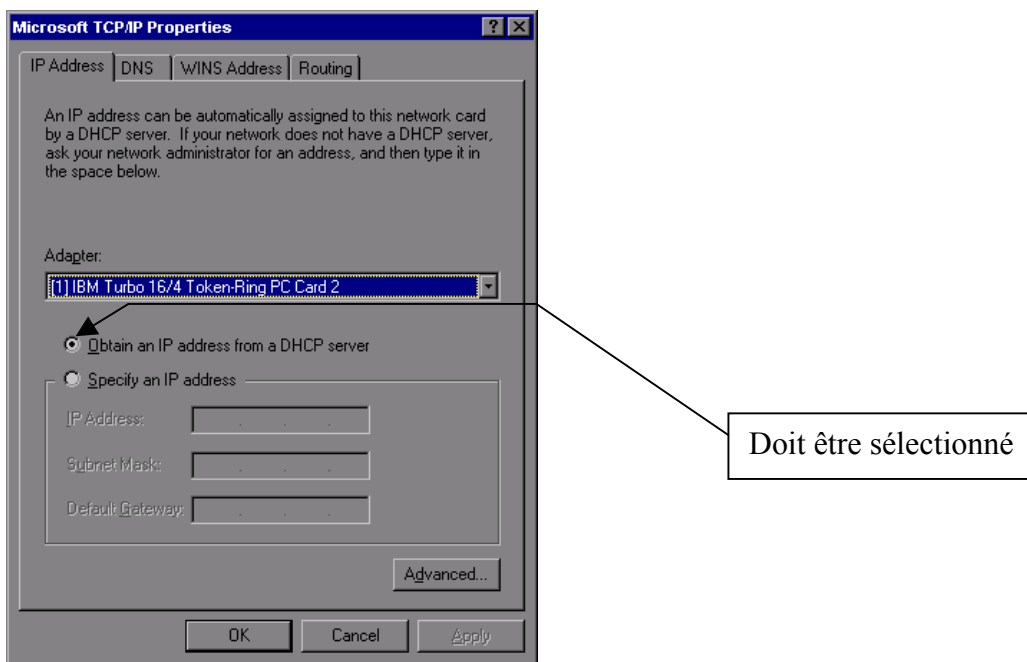 Microsoft TCP/IP Properties
IP Address DNS WINS Address Routing
An IP address can be automatically assigned to this network card
by a DHCP server. If your network does not have a DHCP server,
ask your network administrator for an address, and then type it in
the space below.
Adapter:
[1] IBM Turbo 16/4 Token-Ring PC Card 2
Obtain an IP address from a DHCP server
Specify an IP address
IP Address:
Subnet Mask:
Default Gateway:
Advanced...
OK Cancel Apply
Doit être sélectionné